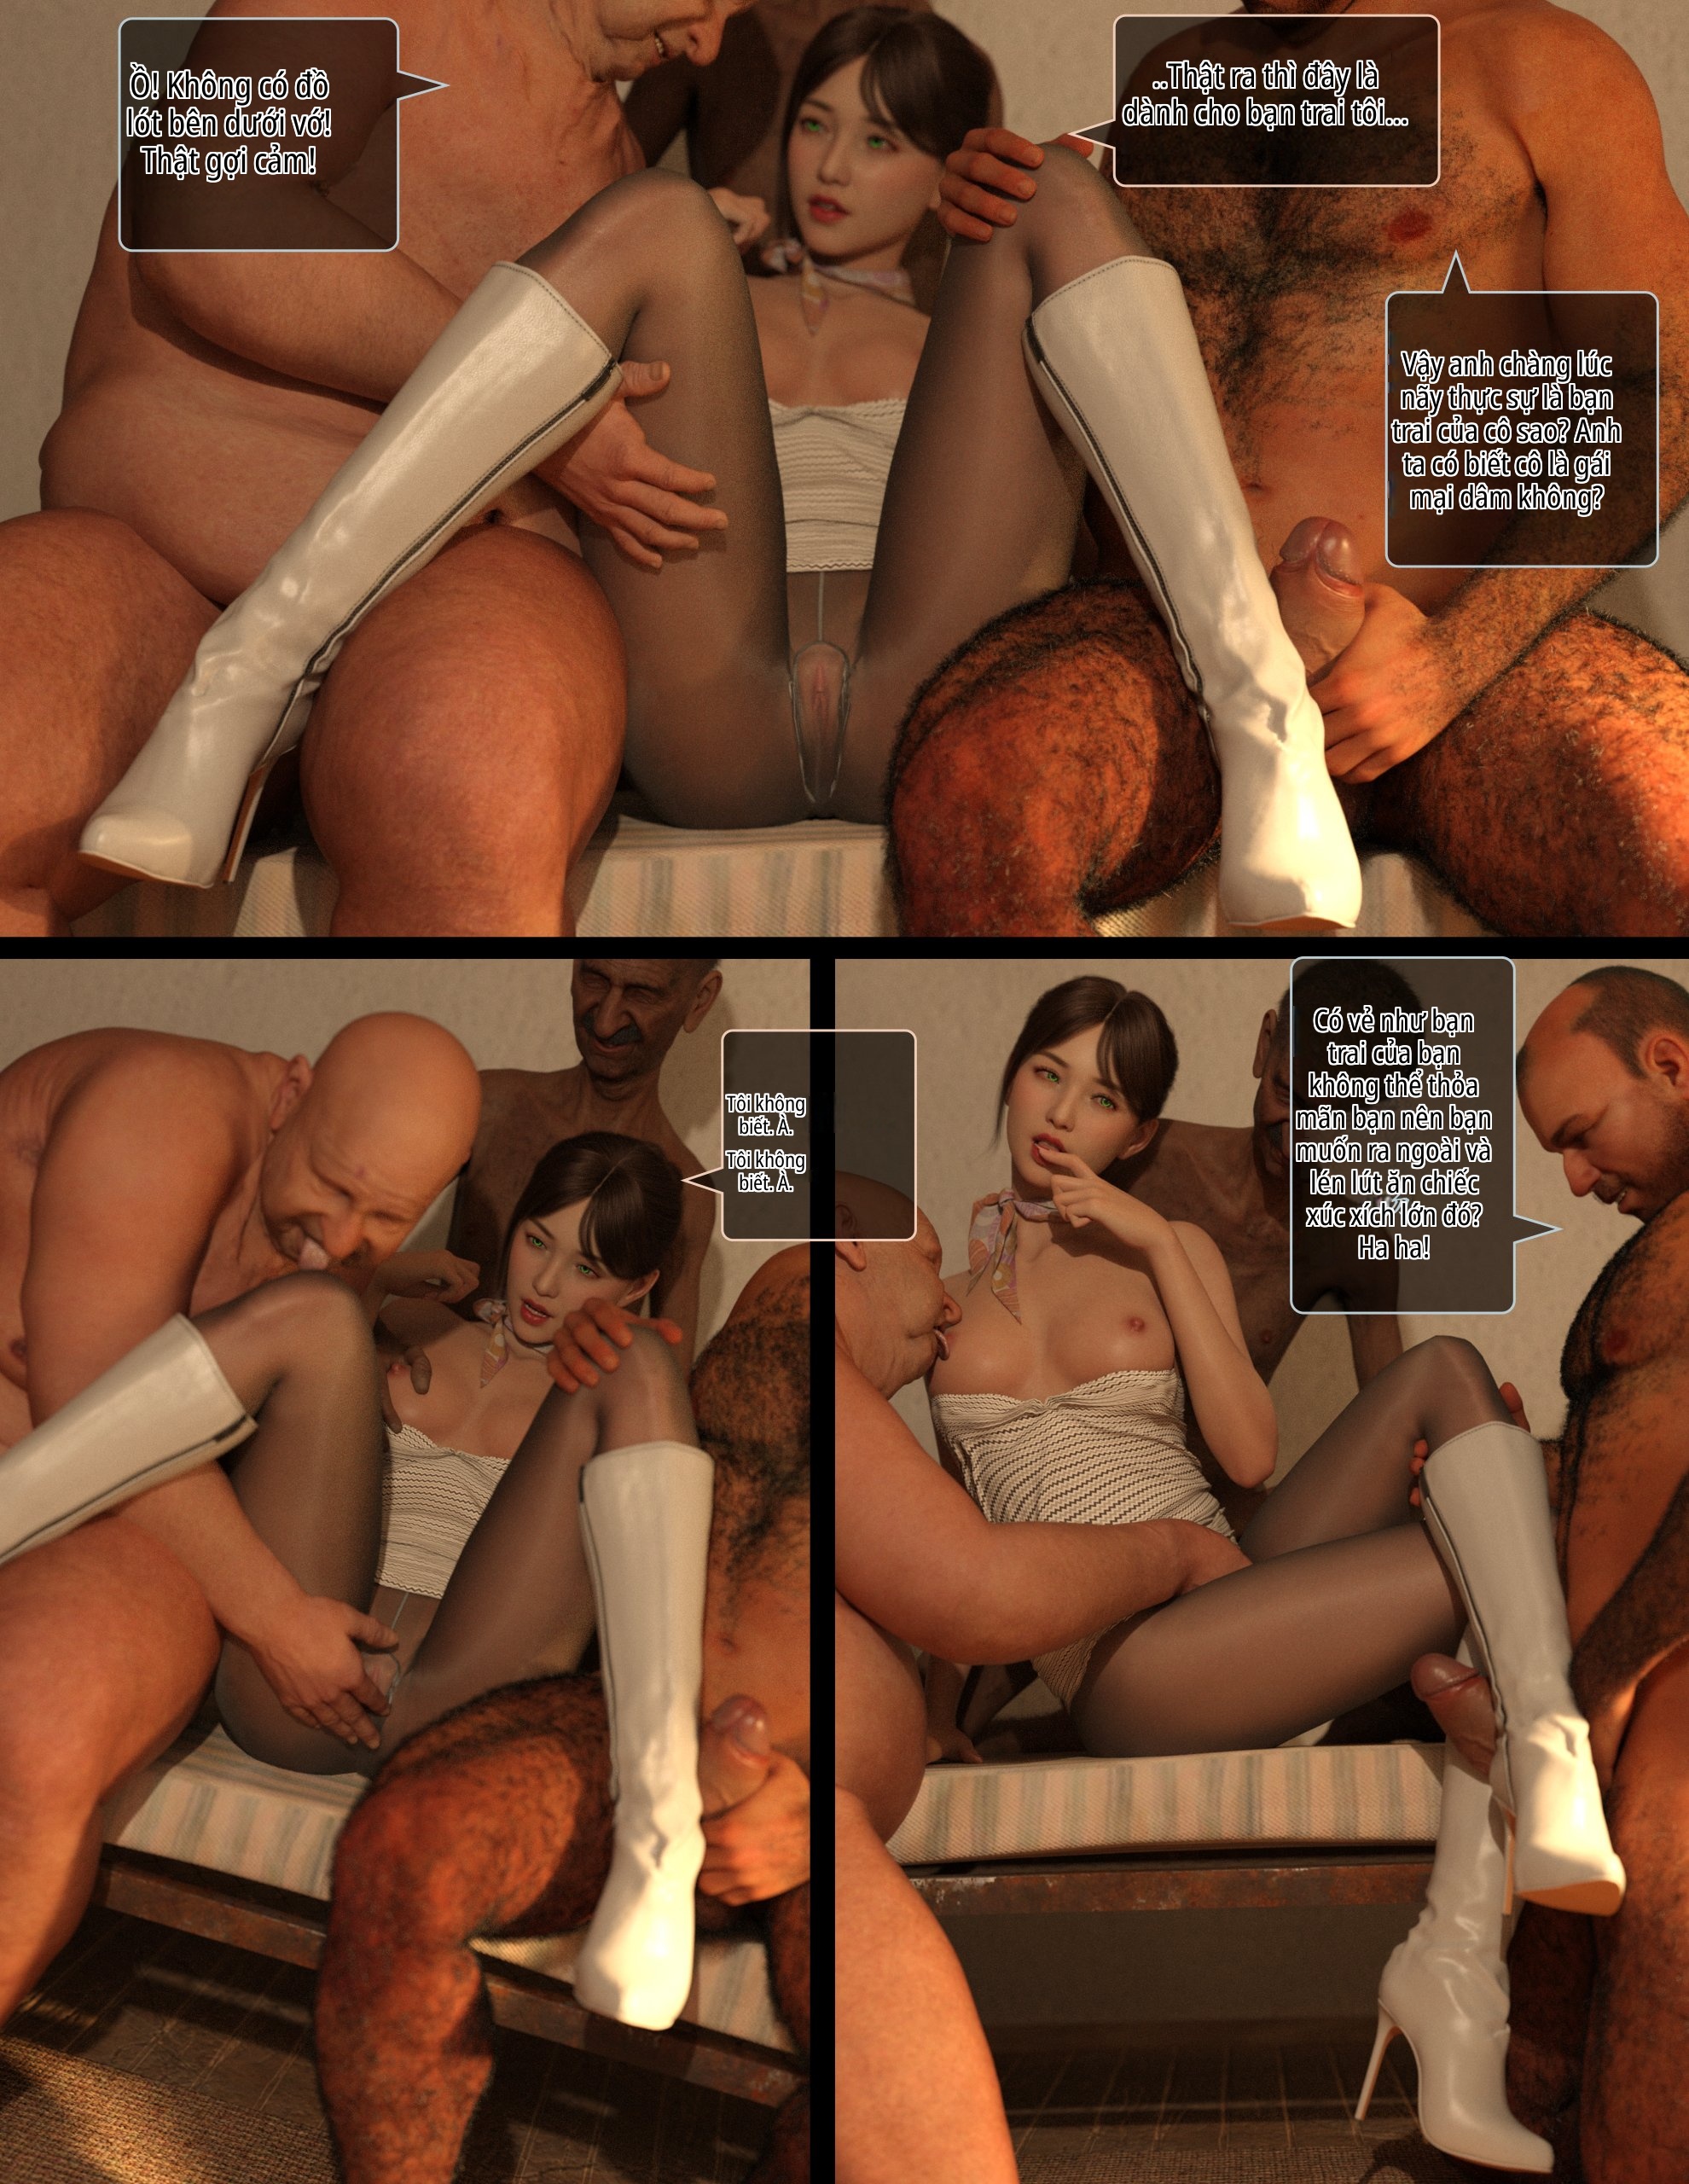 Ồ! Không có đồ
lót bên dưới vớ!
Thật gợi cảm!
..Thật ra thì đây là
dành cho bạn trai tôi...
Vậy anh chàng lúc
nãy thực sự là bạn
trai của cô sao? Anh
ta có biết cô là gái
mại dâm không?
Tôi không
biết. À.
Tôi không
biết. À.
Có vẻ như bạn
trai của bạn
không thể thỏa
mãn bạn nên bạn
muốn ra ngoài và
lén lút ăn chiếc
xúc xích lớn đó?
Ha ha!